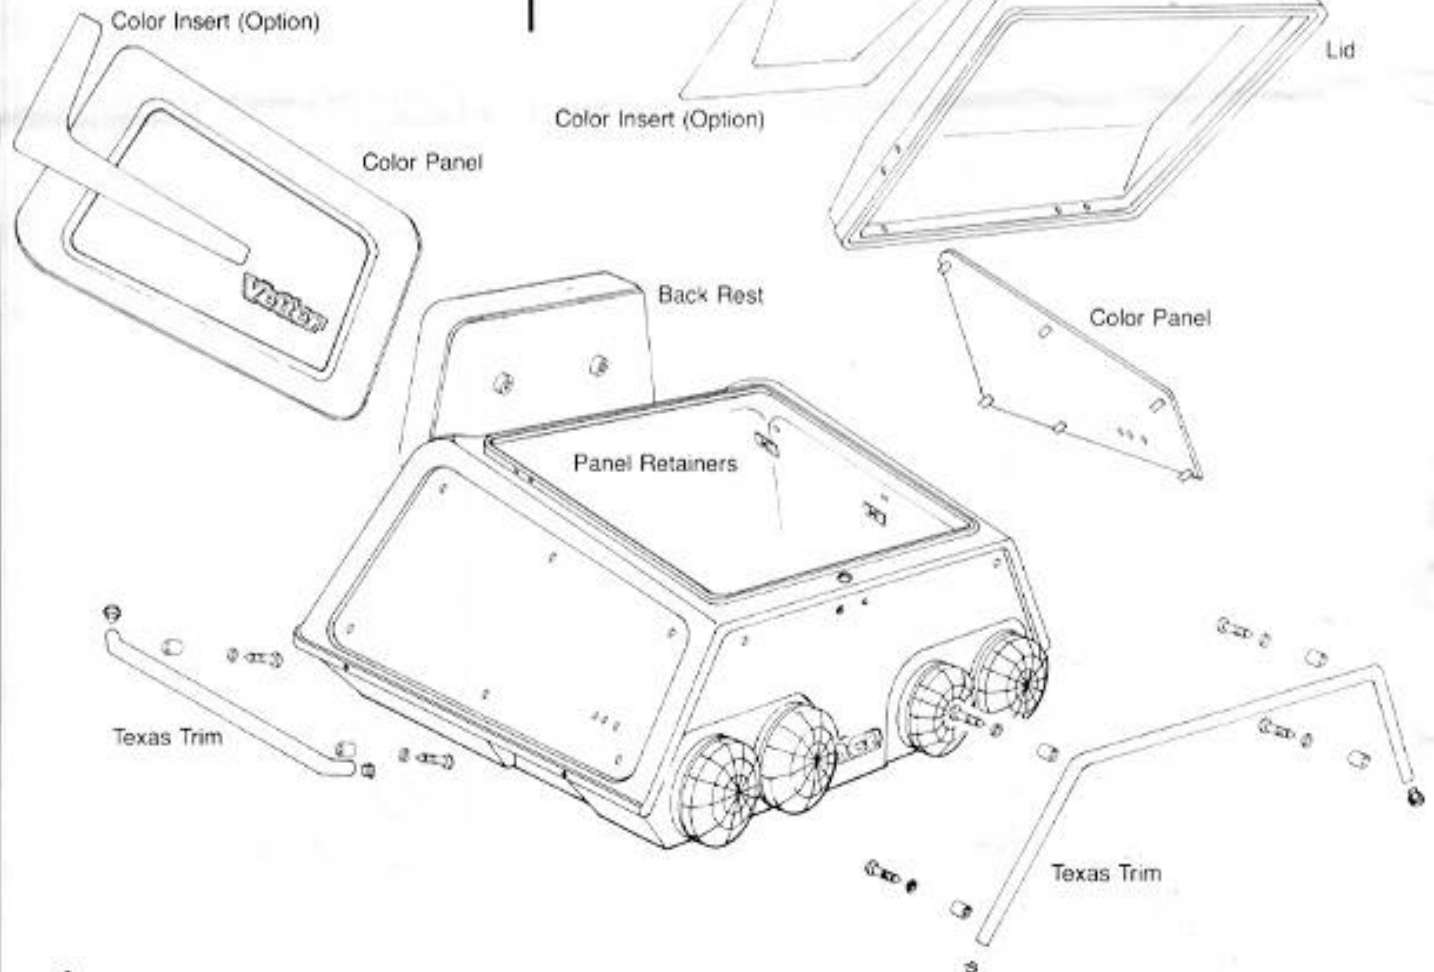 Color Insert (Option)
Lid
Color Insert (Option)
Color Panel
Vetter
Back Rest
Color Panel
Panel Retainers
Texas Trim
Texas Trim